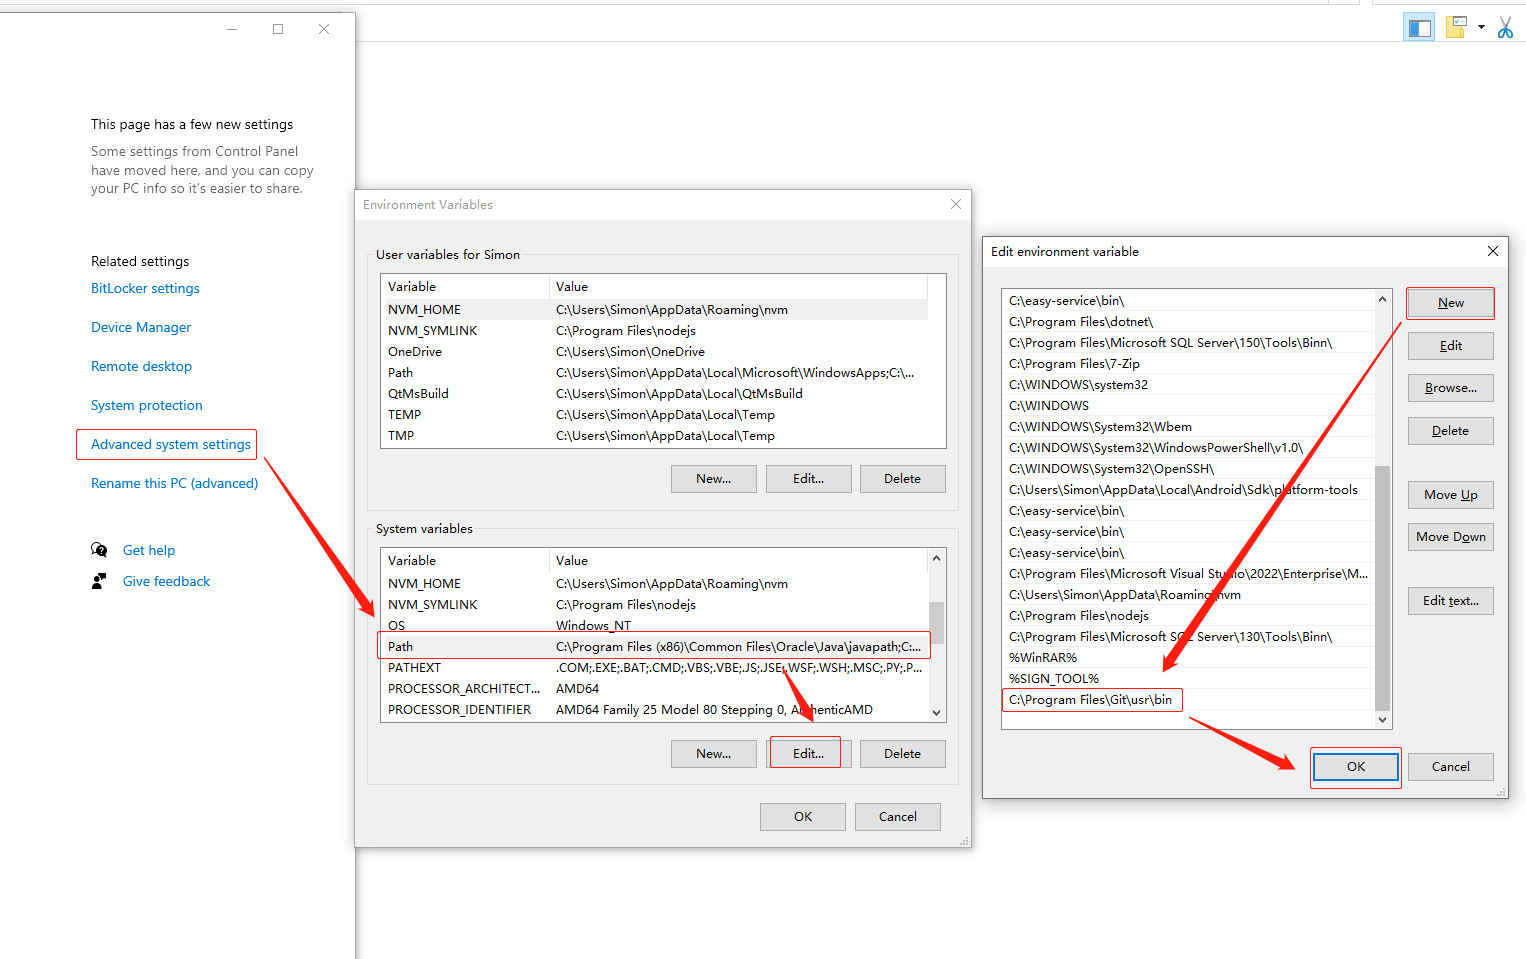 This page has a few new settings
Some settings from Control Panel
have moved here, and you can copy
your PC info so it's easier to share.
Related settings
BitLocker settings
Device Manager
Remote desktop
System protection
Advanced system settings
Rename this PC (advanced)
Get help
Give feedback
Environment Variables
User variables for Simon
Variable Value
NVM_HOME C:\Users\Simon\AppData\Roaming\nvm
NVM_SYMLINK C:\Program Files\nodejs
OneDrive C:\Users\Simon\OneDrive
Path C:\Users\Simon\AppData\Local\Microsoft\WindowsApps;C:\...
QtMsBuild C:\Users\Simon\AppData\Local\QtMsBuild
TEMP C:\Users\Simon\AppData\Local\Temp
TMP C:\Users\Simon\AppData\Local\Temp
New... Edit... Delete
System variables
Variable Value
NVM_HOME C:\Users\Simon\AppData\Roaming\nvm
NVM_SYMLINK C:\Program Files\nodejs
OS Windows_NT
Path C:\Program Files (x86)\Common Files\Oracle\Java\javapath;C:...
PATHEXT .COM;.EXE;.BAT;.CMD;.VBS;.VBE;.JS;.JSE;.WSF;.WSH;.MSC;.PY;.P...
PROCESSOR_ARCHITECT... AMD64
PROCESSOR_IDENTIFIER AMD64 Family 25 Model 80 Stepping 0, AuthenticAMD
New... Edit... Delete
OK Cancel
Edit environment variable
C:\easy-service\bin\
C:\Program Files\dotnet\
C:\Program Files\Microsoft SQL Server\150\Tools\Binn\
C:\Program Files\7-Zip
C:\WINDOWS\system32
C:\WINDOWS
C:\WINDOWS\System32\Wbem
C:\WINDOWS\System32\WindowsPowerShell\v1.0\
C:\WINDOWS\System32\OpenSSH\
C:\Users\Simon\AppData\Local\Android\Sdk\platform-tools
C:\easy-service\bin\
C:\easy-service\bin\
C:\easy-service\bin\
C:\Program Files\Microsoft Visual Studio\2022\Enterprise\M...
C:\Users\Simon\AppData\Roaming\nvm
C:\Program Files\nodejs
C:\Program Files\Microsoft SQL Server\130\Tools\Binn\
%WinRAR%
%SIGN_TOOL%
C:\Program Files\Git\usr\bin
New
Edit
Browse...
Delete
Move Up
Move Down
Edit text...
OK Cancel